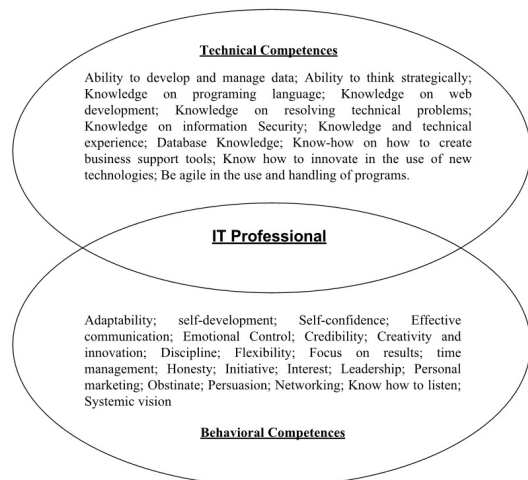 Technical Competences
Ability to develop and manage data; Ability to think strategically;
Knowledge on programing language; Knowledge on web
development; Knowledge on resolving technical problems;
Knowledge on information Security; Knowledge and technical
experience; Database Knowledge; Know-how on how to create
business support tools; Know how to innovate in the use of new
technologies; Be agile in the use and handling of programs.
IT Professional
Adaptability; self-development; Self-confidence; Effective
communication; Emotional Control; Credibility; Creativity and
innovation; Discipline; Flexibility; Focus on results; time
management; Honesty; Initiative; Interest; Leadership; Personal
marketing; Obstinate; Persuasion; Networking; Know how to listen;
Systemic vision
Behavioral Competences